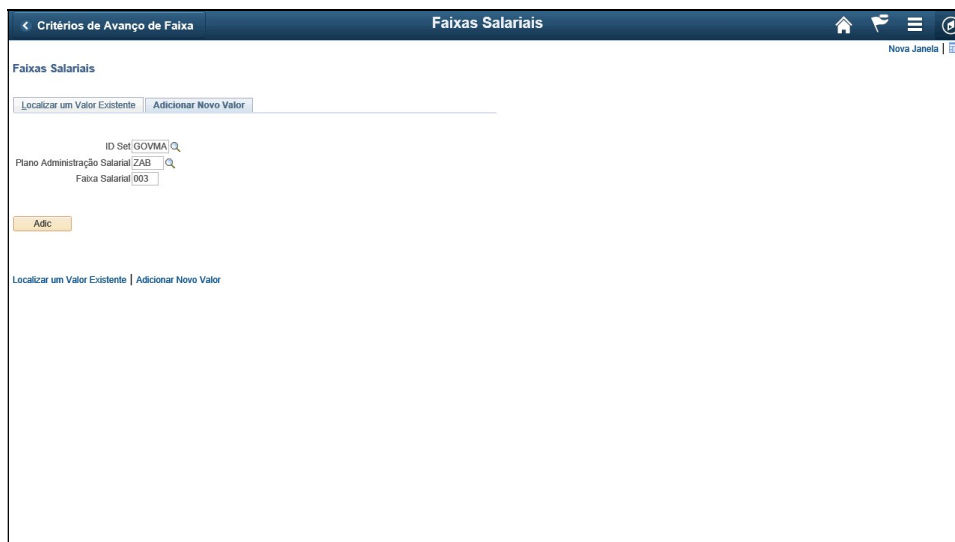 Critérios de Avanço de Faixa
Faixas Salariais
Nova Janela |
Faixas Salariais
Localizar um Valor Existente
Adicionar Novo Valor
ID Set GOVMA
Plano Administração Salarial ZAB
Faixa Salarial 003
Adic
Localizar um Valor Existente | Adicionar Novo Valor